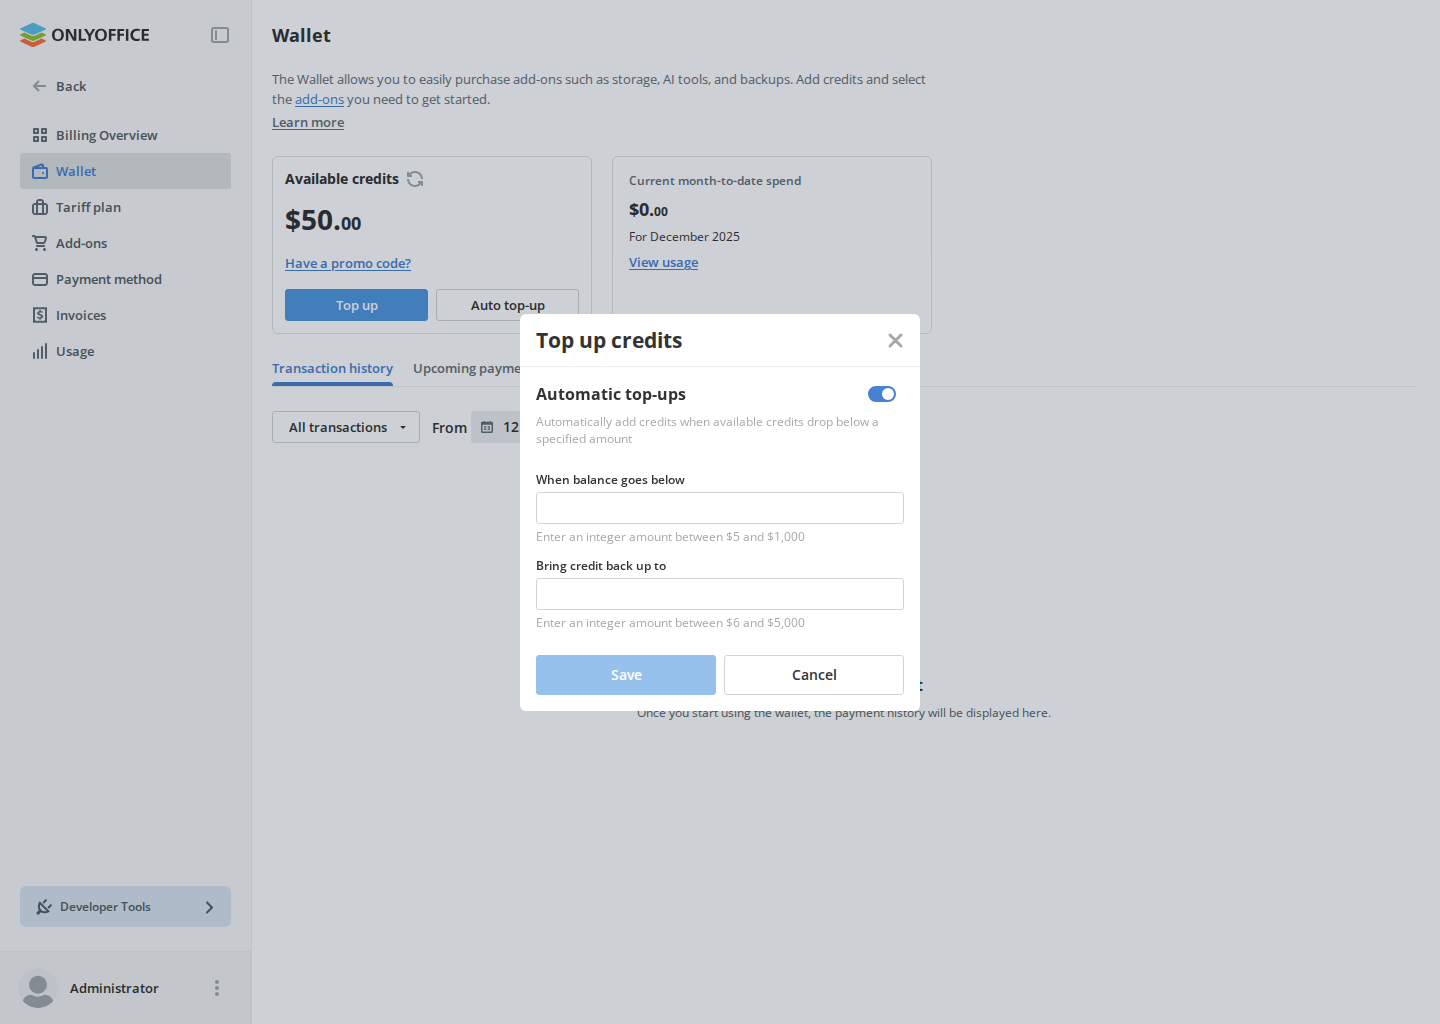 ONLYOFFICE
Back
Billing Overview
Wallet
Tariff plan
Add-ons
Payment method
Invoices
Usage
Developer Tools
Administrator
Wallet
The Wallet allows you to easily purchase add-ons such as storage, AI tools, and backups. Add credits and select
the add-ons you need to get started.
Learn more
Available credits
$50.00
Have a promo code?
Top up
Auto top-up
Current month-to-date spend
$0.00
For December 2025
View usage
Transaction history
Upcoming payme
All transactions
From
12
Top up credits
Automatic top-ups
Automatically add credits when available credits drop below a
specified amount
When balance goes below
Enter an integer amount between $5 and $1,000
Bring credit back up to
Enter an integer amount between $6 and $5,000
Save
Cancel
Once you start using the wallet, the payment history will be displayed here.